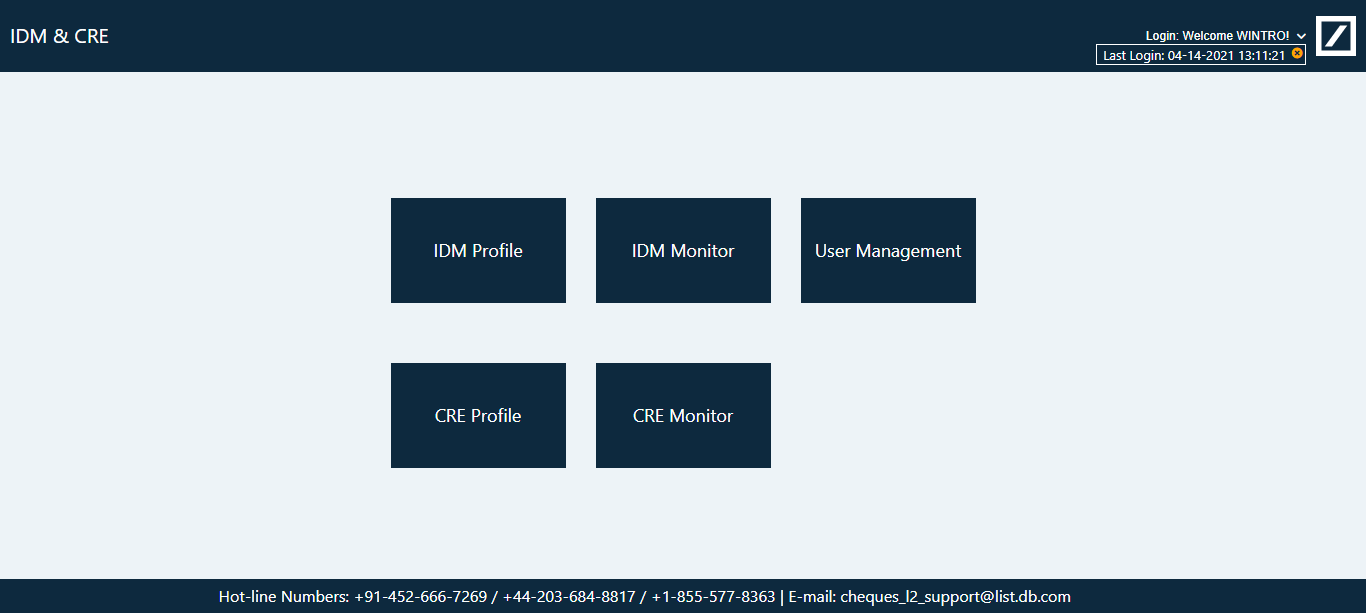 IDM & CRE
Login: Welcome WINTRO!
Last Login: 04-14-2021 13:11:21
IDM Profile
IDM Monitor
User Management
CRE Profile
CRE Monitor
Hot-line Numbers: +91-452-666-7269 / +44-203-684-8817 / +1-855-577-8363 | E-mail: cheques_l2_support@list.db.com